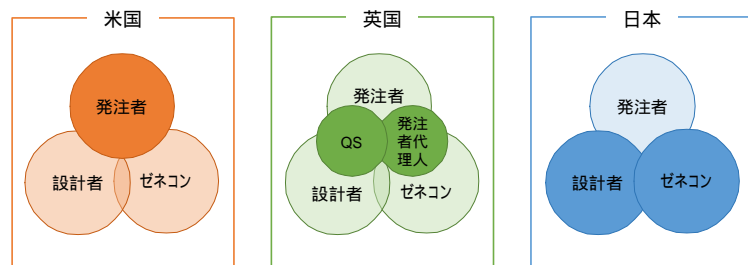 米国
発注者
設計者
ゼネコン
英国
発注者
QS
発注
者代
理人
設計者
ゼネコン
日本
発注者
設計者
ゼネコン